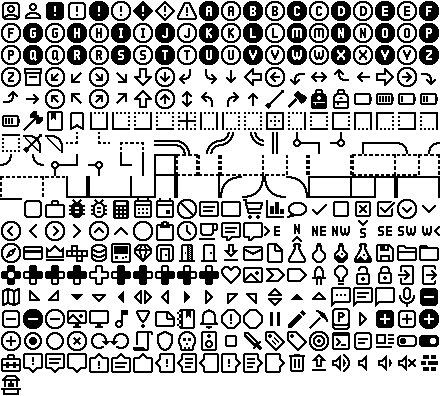 ! ! ! ! ! ! ! A A B B C C D D E E F
F G G H H I I J J K K L L M M N N O O P
P Q Q R R S S T T U U V V W W X X Y Y Z
Z
E N NE NW S SE SW W
P
! ! ! !